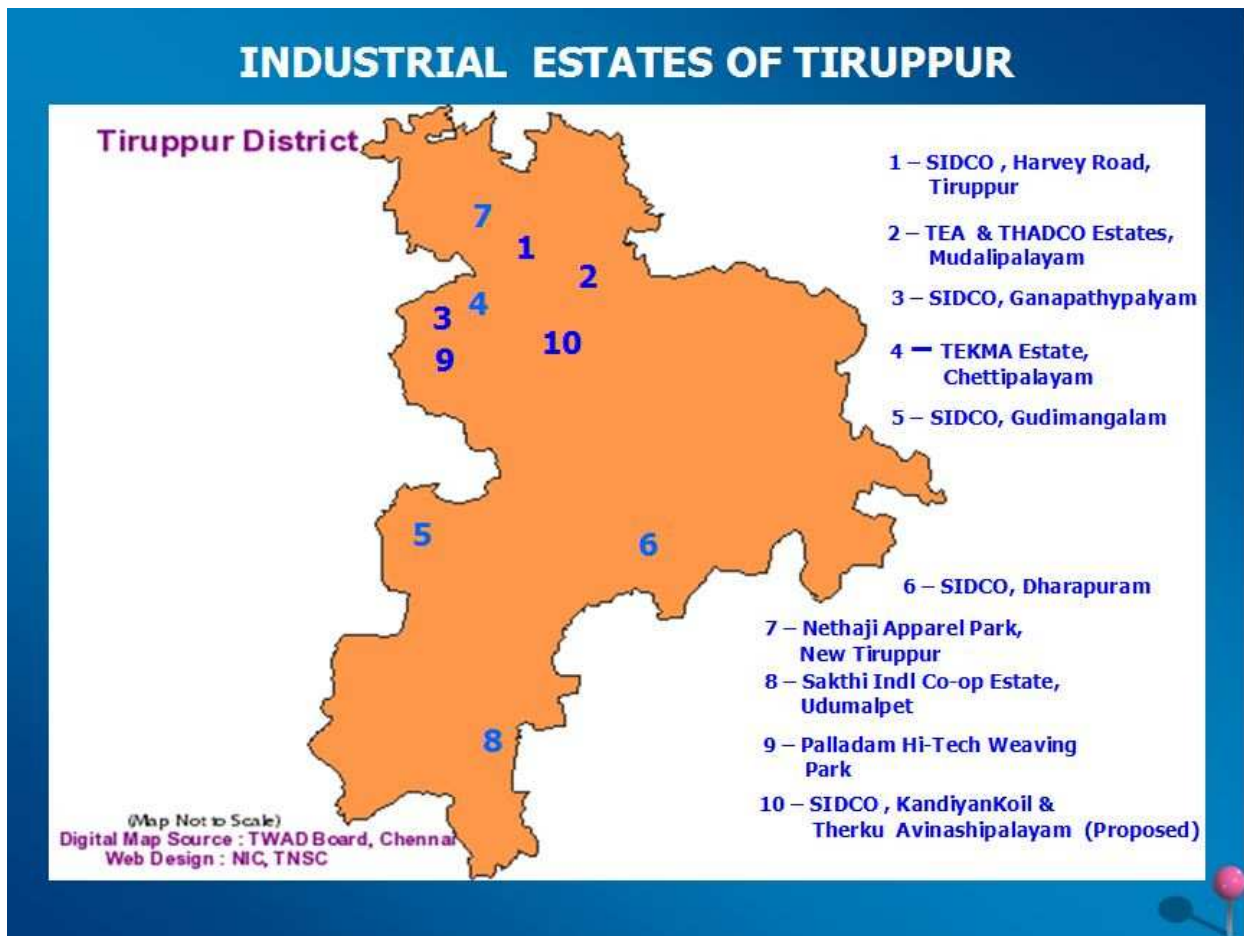 INDUSTRIAL ESTATES OF TIRUPPUR
Tiruppur District
7
1
2
4
3
10
9
5
6
8
1 – SIDCO , Harvey Road,
Tiruppur
2 – TEA & THADCO Estates,
Mudalipalayam
3 – SIDCO, Ganapathypalyam
4 – TEKMA Estate,
Chettipalayam
5 – SIDCO, Gudimangalam
6 – SIDCO, Dharapuram
7 – Nethaji Apparel Park,
New Tiruppur
8 – Sakthi Indl Co-op Estate,
Udumalpet
9 – Palladam Hi-Tech Weaving
Park
10 – SIDCO , KandiyanKoil &
Therku Avinashipalayam (Proposed)
(Map Not to Scale)
Digital Map Source : TWAD Board, Chennai
Web Design : NIC, TNSC